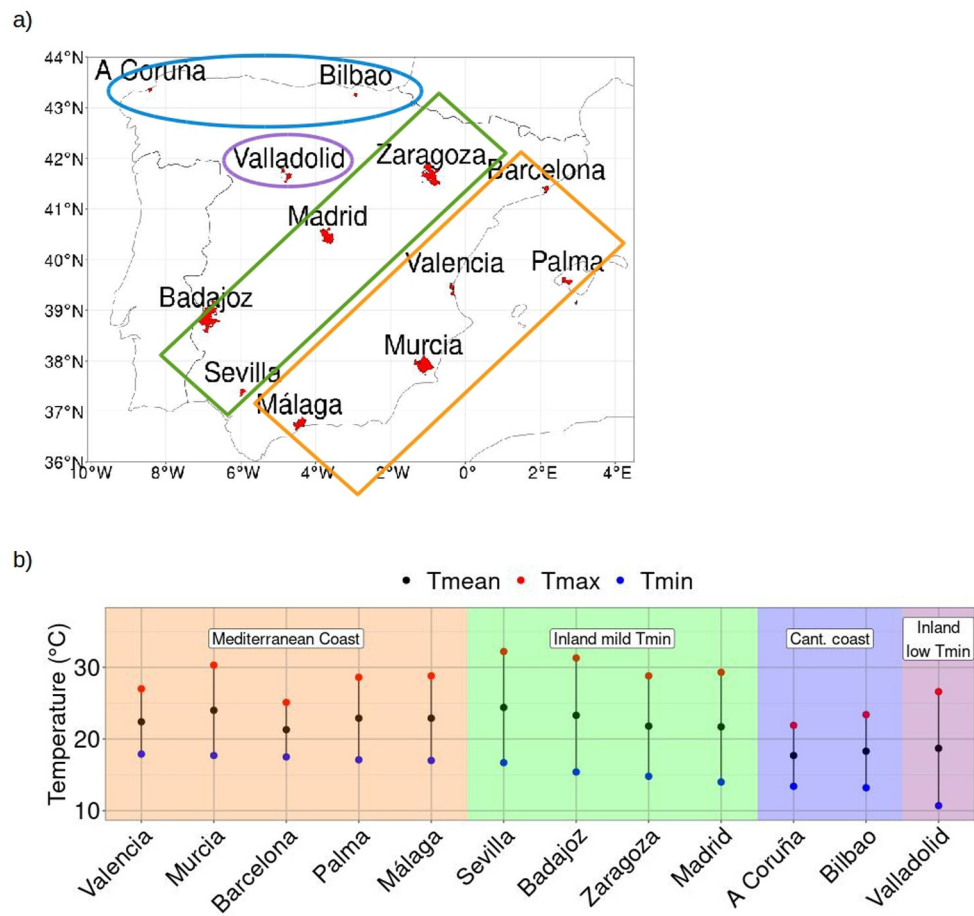 a)
44°N
A Coruna
Bilbao
43°N
42°N
Valladolid
Zaragoza
Barcelona
41°N
Madrid
40°N
Valencia
Palma
39°N
Badajoz
38°N
Murcia
Sevilla
37°N
Málaga
36°N
10°W
8°W
6°W
4°W
2°W
0°
2°E
4°E
b)
Tmean Tmax Tmin
Temperature (°C)
30
20
10
Mediterranean Coast
Inland mild Tmin
Cant. coast
Inland
low Tmin
Valencia
Murcia
Barcelona
Palma
Málaga
Sevilla
Badajoz
Zaragoza
Madrid
A Coruña
Bilbao
Valladolid